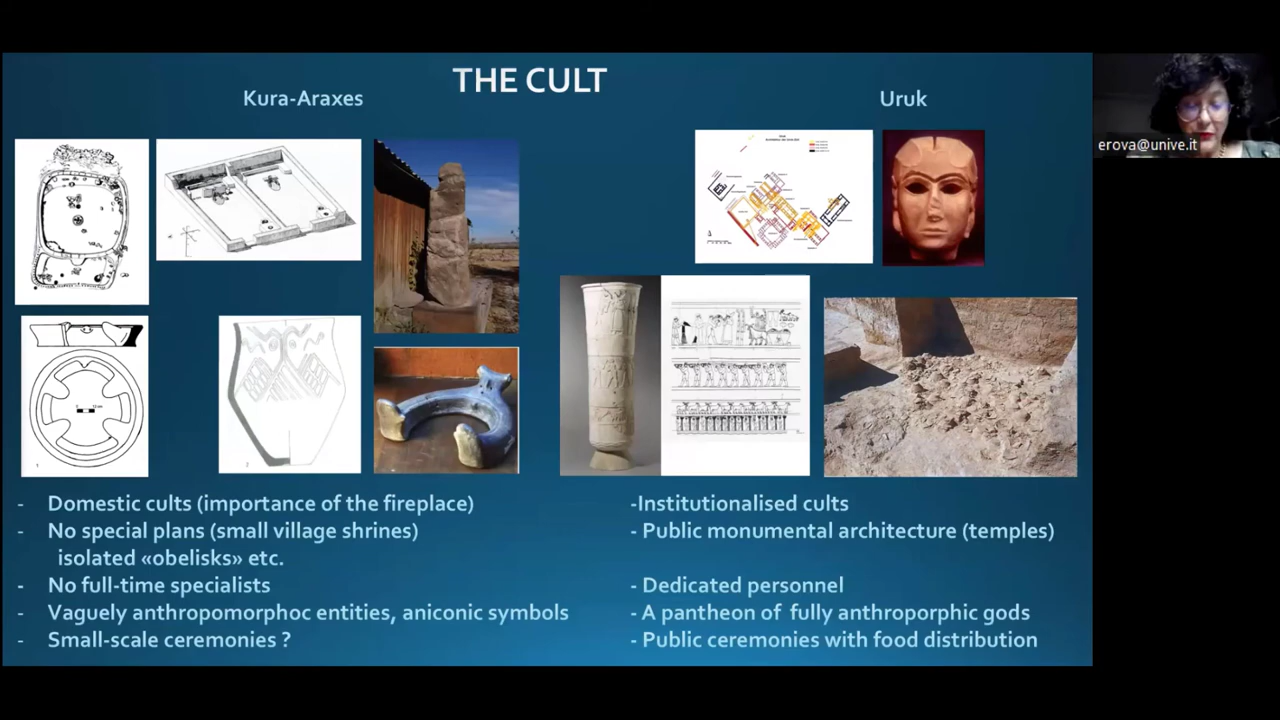 THE CULT
Kura-Araxes
Uruk
erova@unive.it
- Domestic cults (importance of the fireplace)
- No special plans (small village shrines)
isolated «obelisks» etc.
- No full-time specialists
- Vaguely anthropomorphoc entities, aniconic symbols
- Small-scale ceremonies ?
-Institutionalised cults
- Public monumental architecture (temples)
- Dedicated personnel
- A pantheon of fully anthroporphic gods
- Public ceremonies with food distribution